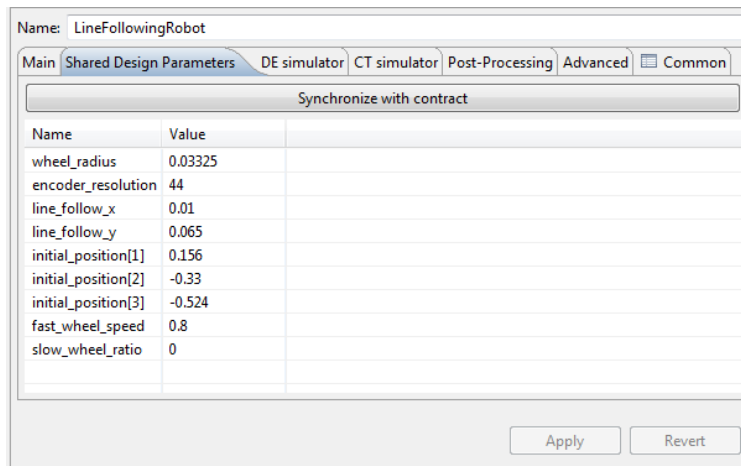 Name: LineFollowingRobot
Main Shared Design Parameters DE simulator CT simulator Post-Processing Advanced Common
Synchronize with contract
Name Value
wheel_radius 0.03325
encoder_resolution 44
line_follow_x 0.01
line_follow_y 0.065
initial_position[1] 0.156
initial_position[2] -0.33
initial_position[3] -0.524
fast_wheel_speed 0.8
slow_wheel_ratio 0
Apply Revert